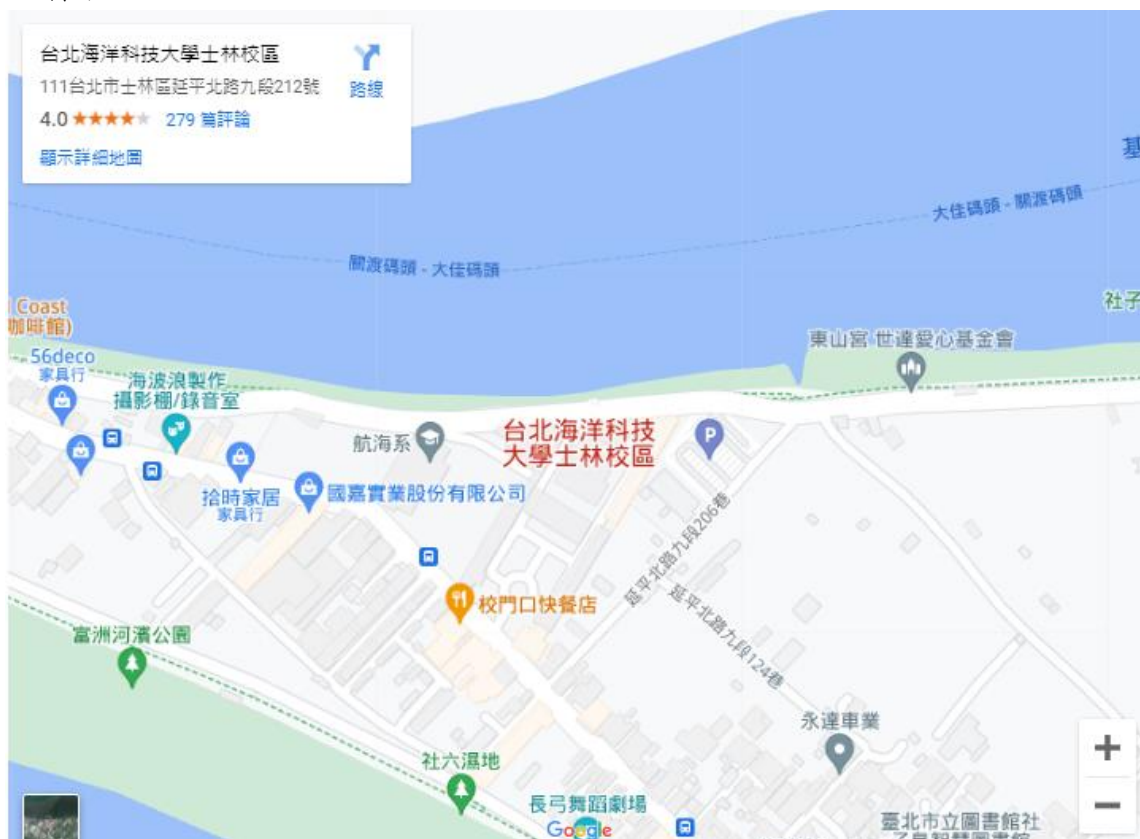 台北海洋科技大學士林校區
路線
111台北市士林區延平北路九段212號
4.0
279 篇評論
顯示詳細地圖
基
大佳碼頭 - 關渡碼頭
關渡碼頭 - 大佳碼頭
Coast
咖啡館)
社子
東山宮 世達愛心基金會
56deco
家具行
海波浪製作
攝影棚/錄音室
航海系
台北海洋科技
大學士林校區
P
拾時家居
家具行
國嘉實業股份有限公司
延平北路九段206巷
校門口快餐店
延平北路九段124巷
富洲河濱公園
永達車業
+
社六濕地
−
長弓舞蹈劇場
Google
臺北市立圖書館社